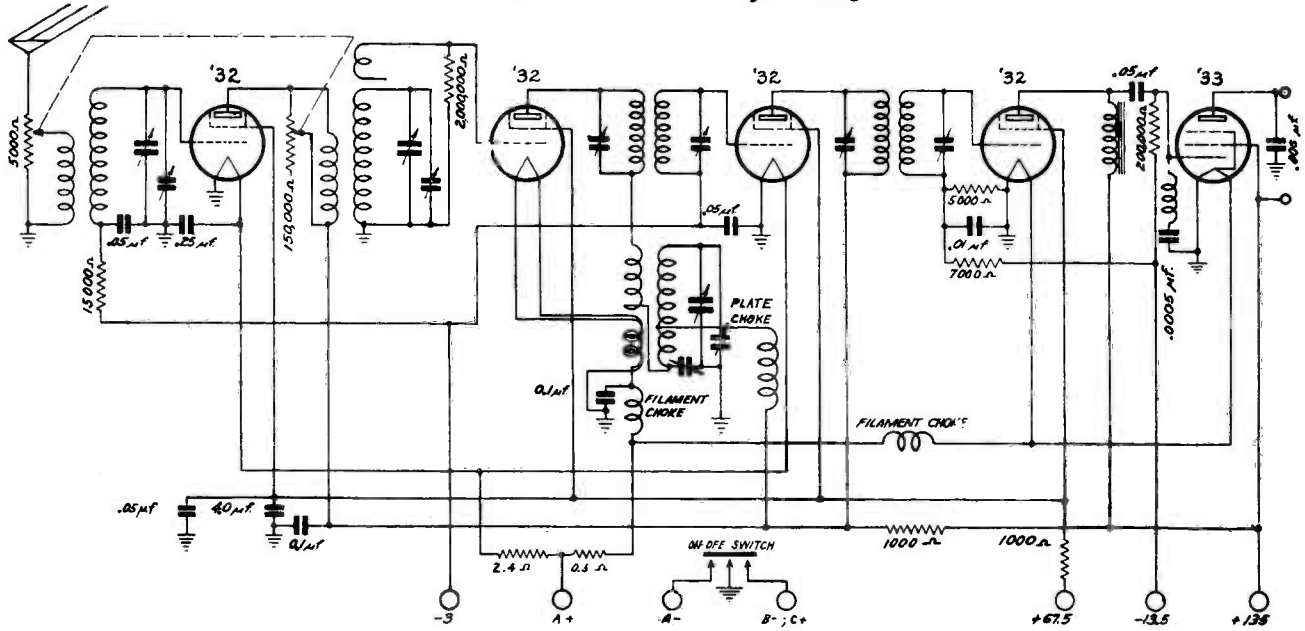 '32
'32
'32
'32
'33
5000Ω
.05μf.
.25μf.
15000Ω
150,000Ω
2,000,000Ω
.05μf.
5000Ω
.01μf
7000Ω
.05μf
200,000Ω
.0005μf.
.005μf
0.1μf
PLATE
CHOKE
FILAMENT
CHOKE
FILAMENT CHOKE
.05μf
4.0μf.
0.1μf
2.4Ω
0.5Ω
ON-OFF SWITCH
1000Ω
1000Ω
-3
A+
A-
B-; C+
+67.5
-13.5
+135